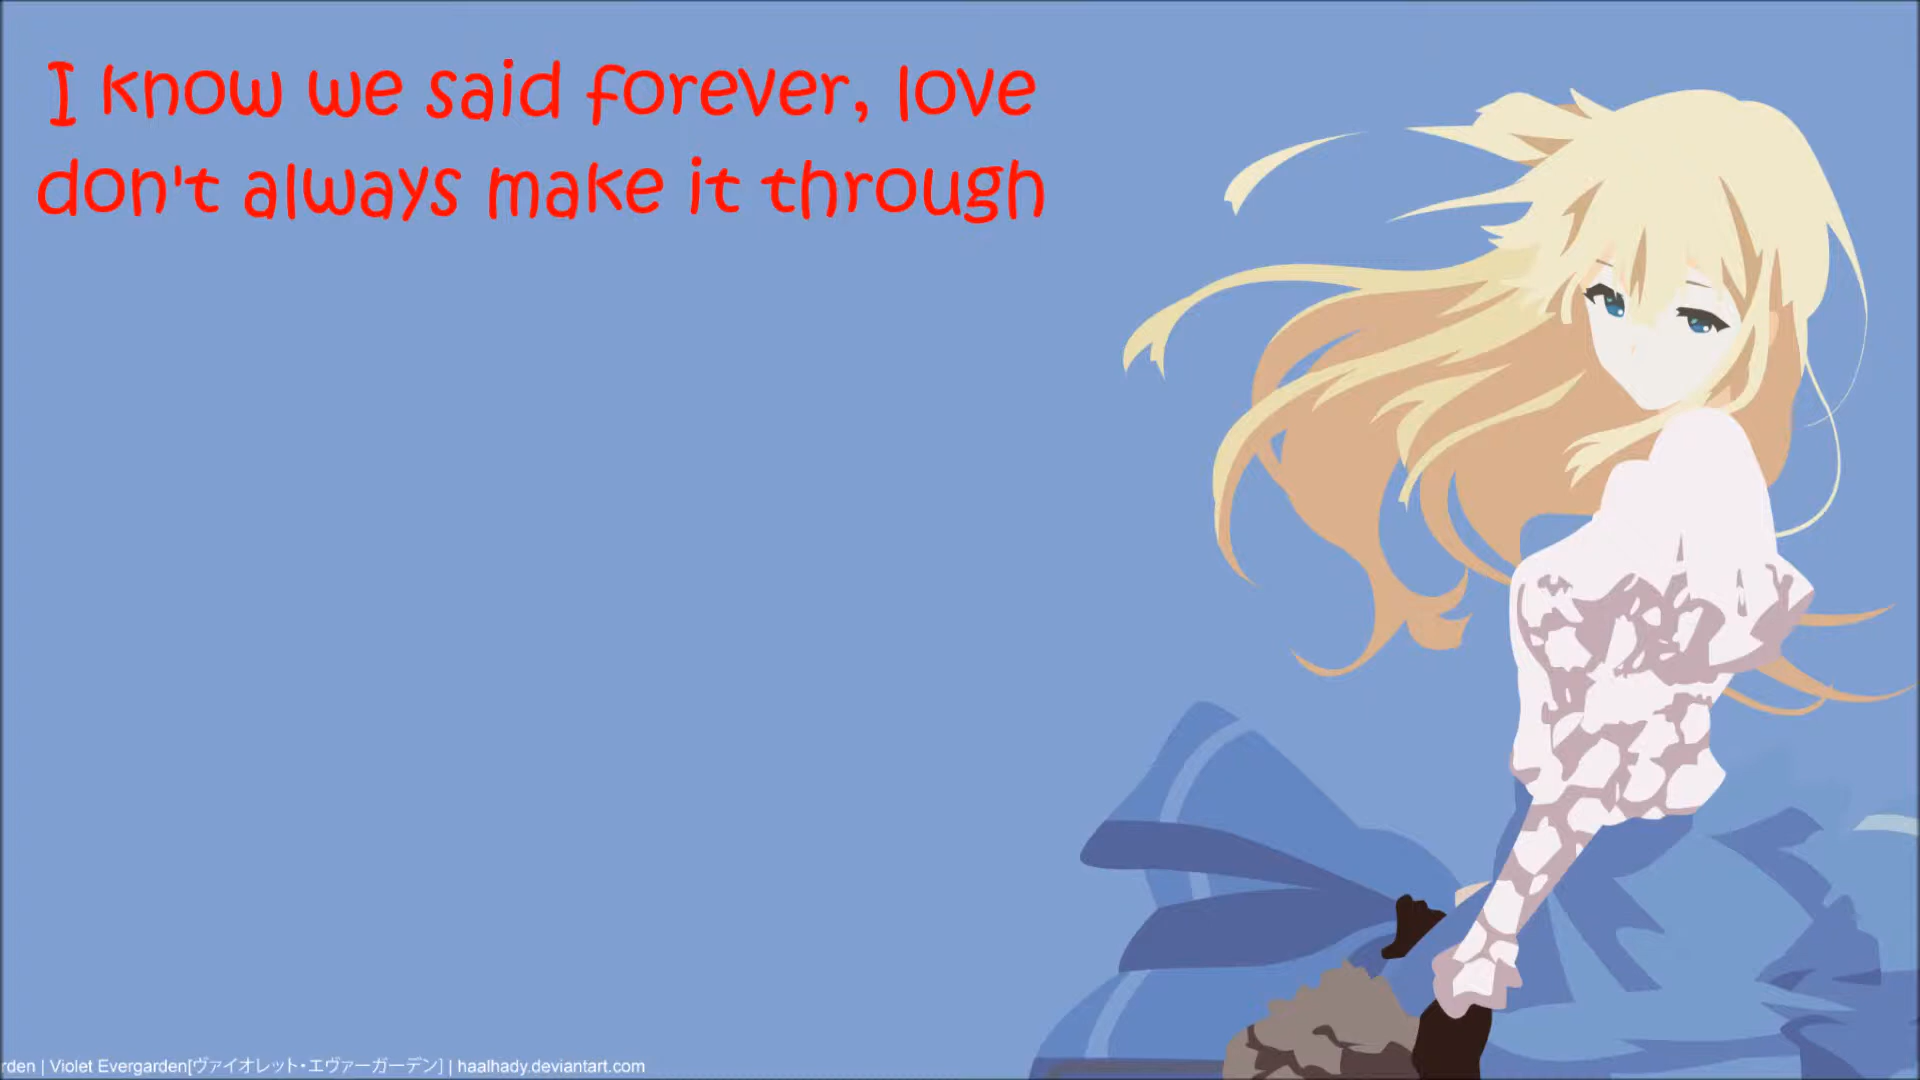 I know we said forever, love
don't always make it through
rden | Violet Evergarden[ヴァイオレット・エヴァーガーデン] | haalhady.deviantart.com